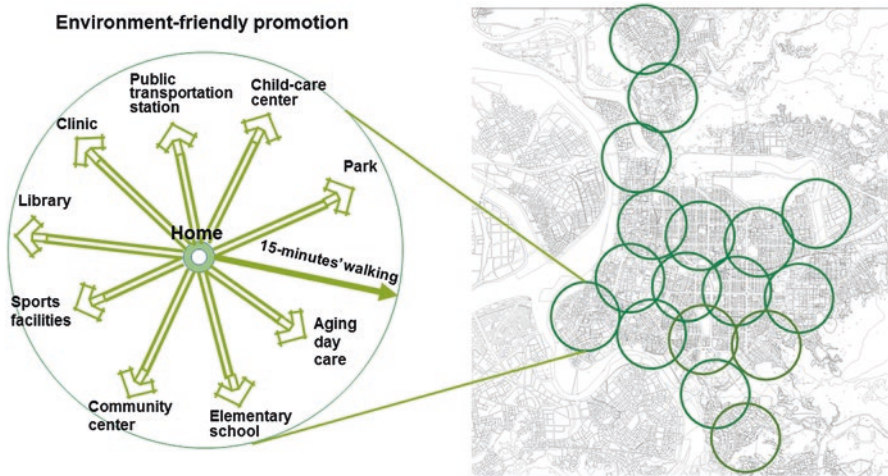 Environment-friendly promotion
Public
transportation
station
Child-care
center
Clinic
Park
Library
Home
15-minutes' walking
Sports
facilities
Aging
day
care
Community
center
Elementary
school